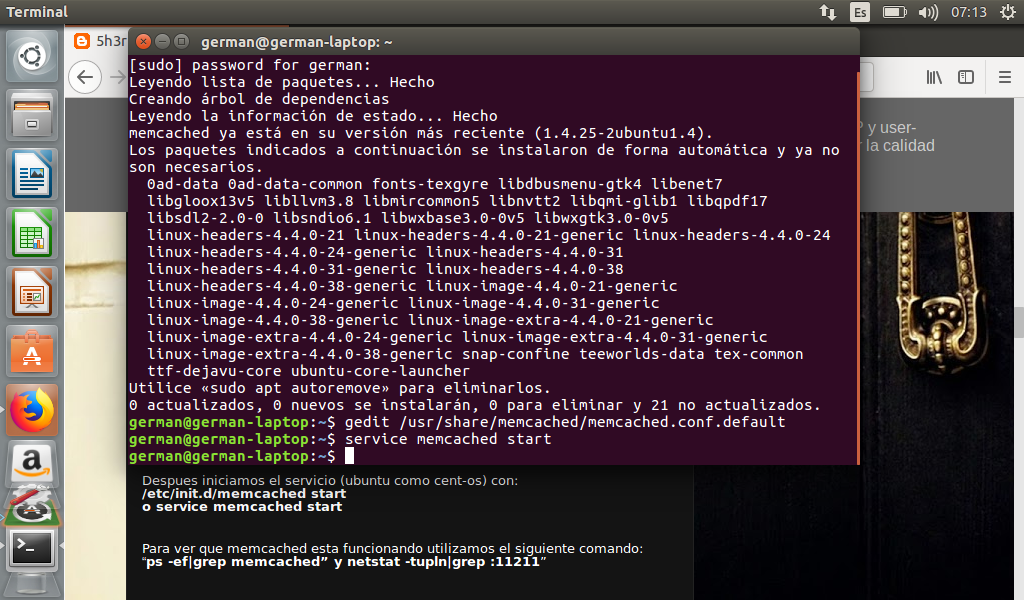 Terminal
Es
07:13
5h3r
german@german-laptop: ~
[sudo] password for german:
Leyendo lista de paquetes... Hecho
Creando árbol de dependencias
Leyendo la información de estado... Hecho
memcached ya está en su versión más reciente (1.4.25-2ubuntu1.4).
Los paquetes indicados a continuación se instalaron de forma automática y ya no
son necesarios.
0ad-data 0ad-data-common fonts-texgyre libdbusmenu-gtk4 libenet7
libgloox13v5 libllvm3.8 libmircommon5 libnvtt2 libqmi-glib1 libqpdf17
libsdl2-2.0-0 libsndio6.1 libwxbase3.0-0v5 libwxgtk3.0-0v5
linux-headers-4.4.0-21 linux-headers-4.4.0-21-generic linux-headers-4.4.0-24
linux-headers-4.4.0-24-generic linux-headers-4.4.0-31
linux-headers-4.4.0-31-generic linux-headers-4.4.0-38
linux-headers-4.4.0-38-generic linux-image-4.4.0-21-generic
linux-image-4.4.0-24-generic linux-image-4.4.0-31-generic
linux-image-4.4.0-38-generic linux-image-extra-4.4.0-21-generic
linux-image-extra-4.4.0-24-generic linux-image-extra-4.4.0-31-generic
linux-image-extra-4.4.0-38-generic snap-confine teeworlds-data tex-common
ttf-dejavu-core ubuntu-core-launcher
Utilice «sudo apt autoremove» para eliminarlos.
0 actualizados, 0 nuevos se instalarán, 0 para eliminar y 21 no actualizados.
german@german-laptop:~$ gedit /usr/share/memcached/memcached.conf.default
german@german-laptop:~$ service memcached start
german@german-laptop:~$
y user-
la calidad
Despues iniciamos el servicio (ubuntu como cent-os) con:
/etc/init.d/memcached start
o service memcached start
Para ver que memcached esta funcionando utilizamos el siguiente comando:
“ps -ef|grep memcached” y netstat -tupln|grep :11211”